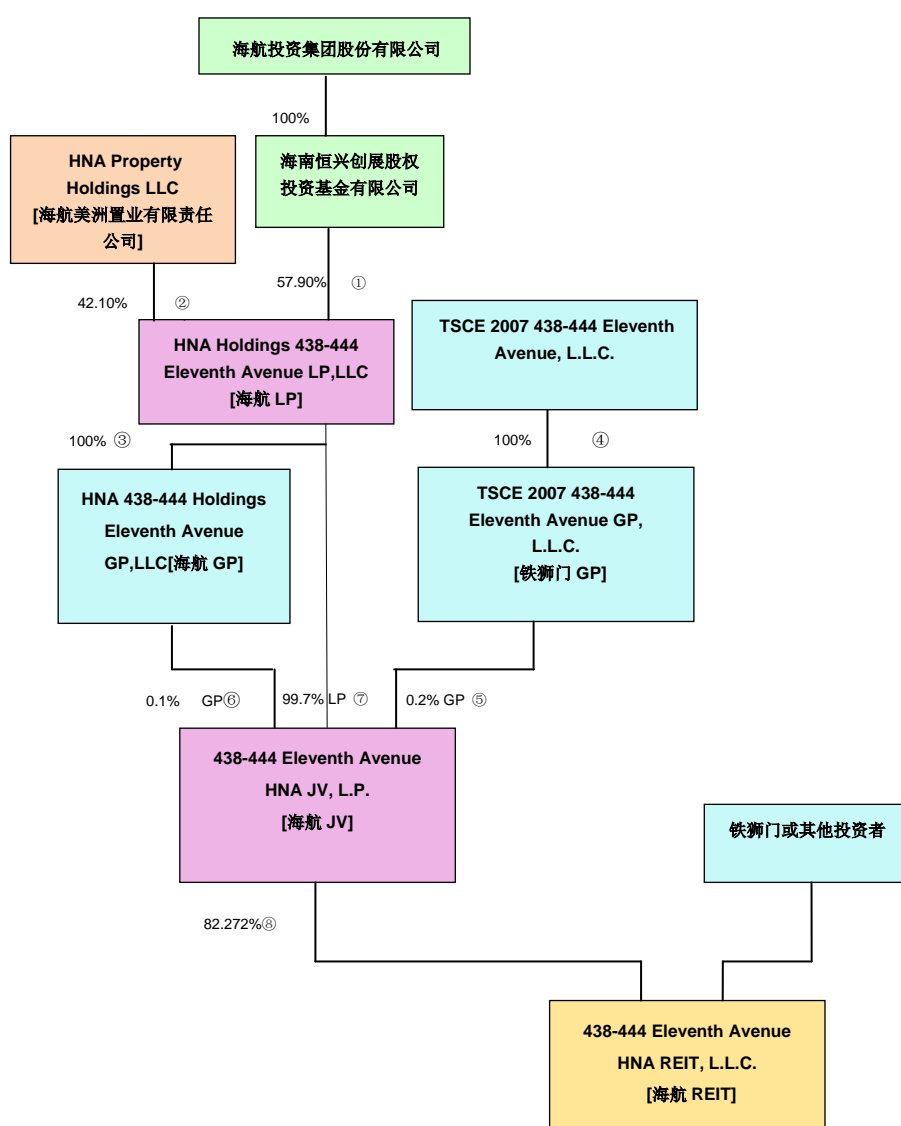 海航投资集团股份有限公司
100%
HNA Property
Holdings LLC
[海航美洲置业有限责任
公司]
海南恒兴创展股权
投资基金有限公司
57.90% ①
42.10% ②
HNA Holdings 438-444
Eleventh Avenue LP,LLC
[海航 LP]
TSCE 2007 438-444 Eleventh
Avenue, L.L.C.
100% ③
100% ④
HNA 438-444 Holdings
Eleventh Avenue
GP,LLC[海航 GP]
TSCE 2007 438-444
Eleventh Avenue GP,
L.L.C.
[铁狮门 GP]
0.1% GP⑥
99.7% LP ⑦
0.2% GP ⑤
438-444 Eleventh Avenue
HNA JV, L.P.
[海航 JV]
铁狮门或其他投资者
82.272%⑧
438-444 Eleventh Avenue
HNA REIT, L.L.C.
[海航 REIT]